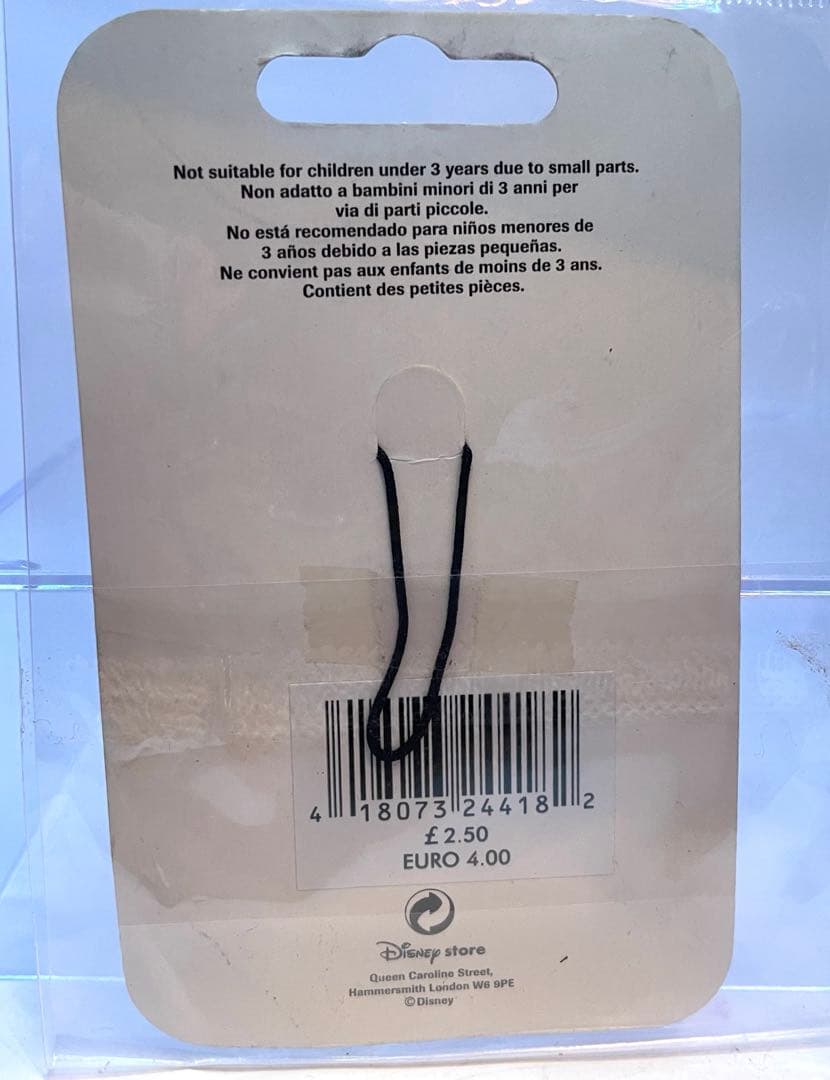 Not suitable for children under 3 years due to small parts.
Non adatto a bambini minori di 3 anni per
via di parti piccole.
No está recomendado para niños menores de
3 años debido a las piezas pequeñas.
Ne convient pas aux enfants de moins de 3 ans.
Contient des petites pièces.
4 18073 24418 2
£2.50
EURO 4.00
Disney store
Queen Caroline Street,
Hammersmith London W6 9PE
©Disney